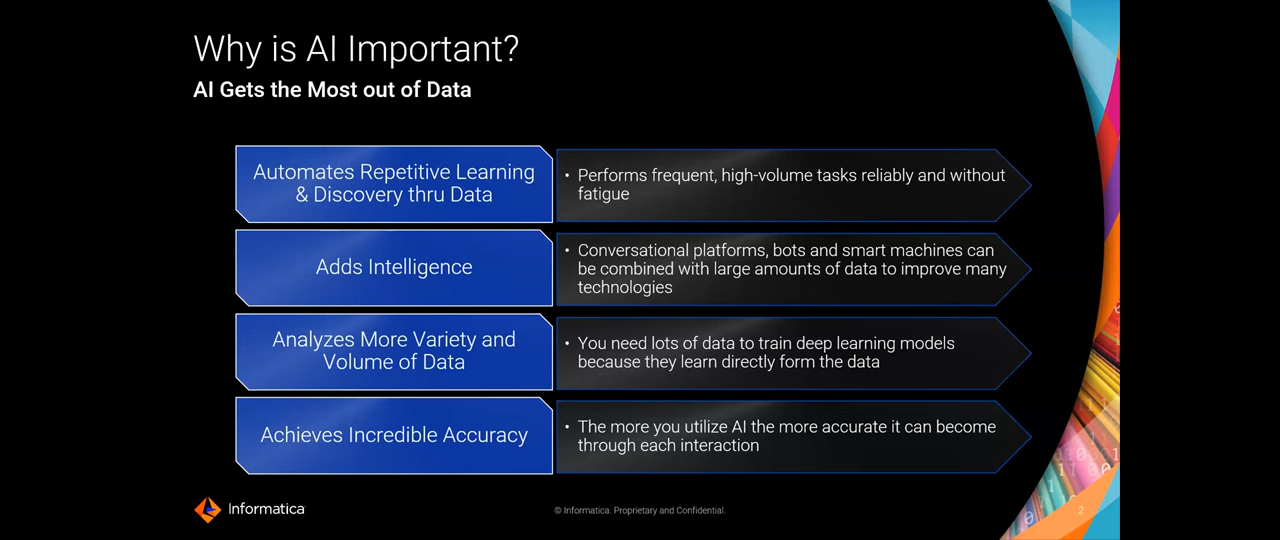 Why is AI Important?
AI Gets the Most out of Data
Automates Repetitive Learning
& Discovery thru Data
• Performs frequent, high-volume tasks reliably and without
fatigue
Adds Intelligence
• Conversational platforms, bots and smart machines can
be combined with large amounts of data to improve many
technologies
Analyzes More Variety and
Volume of Data
• You need lots of data to train deep learning models
because they learn directly form the data
Achieves Incredible Accuracy
• The more you utilize AI the more accurate it can become
through each interaction
Informatica
© Informatica. Proprietary and Confidential.
2